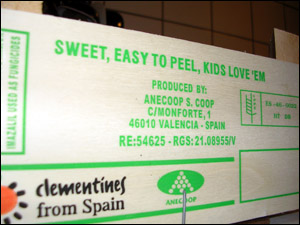 IMAZALIL USED AS FUNGICIDES
SWEET, EASY TO PEEL, KIDS LOVE 'EM
PRODUCED BY:
ANECOOP S. COOP
C/MONFORTE, 1
46010 VALENCIA - SPAIN
RE:54625 - RGS: 21.08955/V
clementines
from Spain
ANECOOP